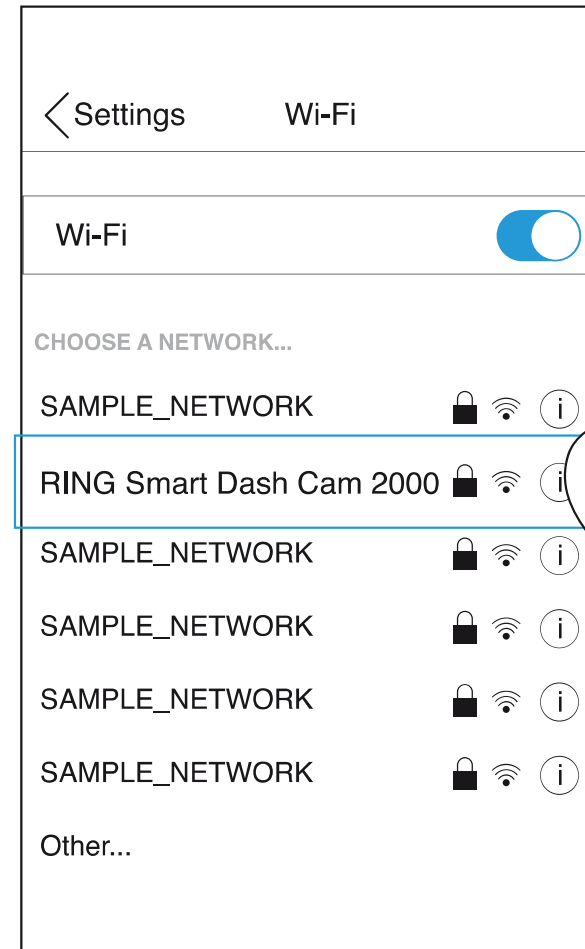 Settings Wi-Fi
Wi-Fi
CHOOSE A NETWORK...
SAMPLE_NETWORK i
RING Smart Dash Cam 2000 i
SAMPLE_NETWORK i
SAMPLE_NETWORK i
SAMPLE_NETWORK i
SAMPLE_NETWORK i
Other...